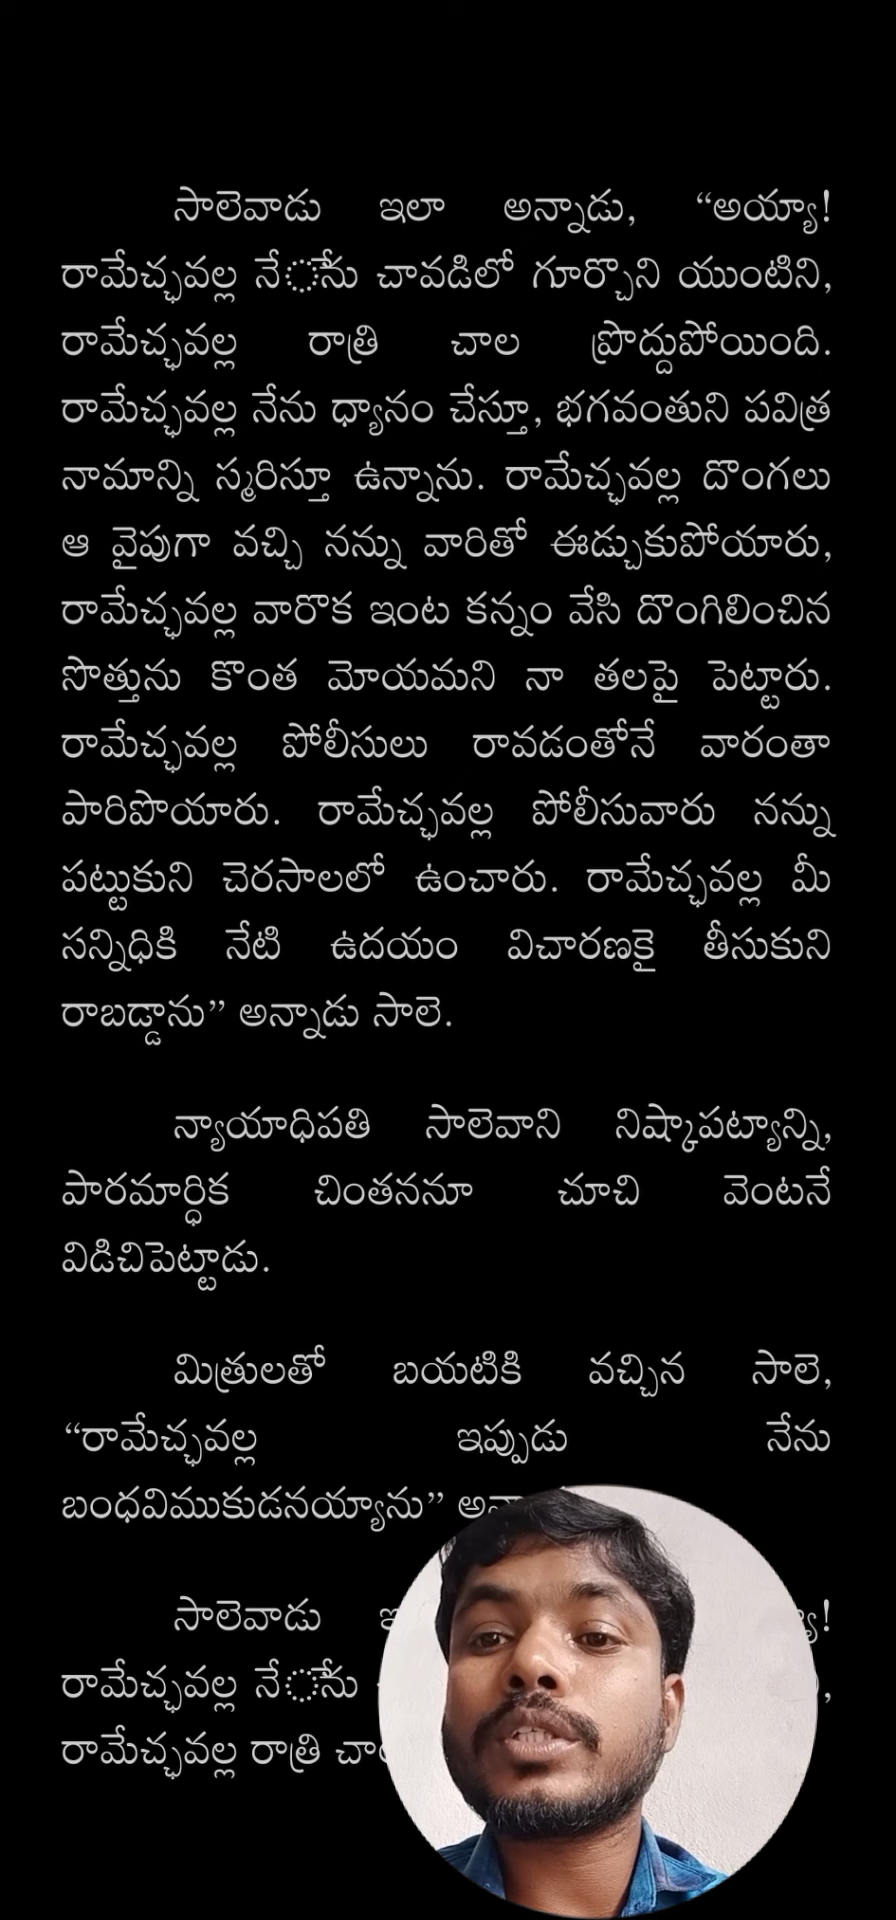 సాలెవాడు ఇలా అన్నాడు, “అయ్యా!
రామేచ్ఛవల్ల నేే​ేను చావడిలో గూర్చొని యుంటిని,
రామేచ్ఛవల్ల రాత్రి చాల ప్రొద్దుపోయింది.
రామేచ్ఛవల్ల నేను ధ్యానం చేస్తూ, భగవంతుని పవిత్ర
నామాన్ని స్మరిస్తూ ఉన్నాను. రామేచ్ఛవల్ల దొంగలు
ఆ వైపుగా వచ్చి నన్ను వారితో ఈడ్చుకుపోయారు,
రామేచ్ఛవల్ల వారొక ఇంట కన్నం వేసి దొంగిలించిన
సొత్తును కొంత మోయమని నా తలపై పెట్టారు.
రామేచ్ఛవల్ల పోలీసులు రావడంతోనే వారంతా
పారిపొయారు. రామేచ్ఛవల్ల పోలీసువారు నన్ను
పట్టుకుని చెరసాలలో ఉంచారు. రామేచ్ఛవల్ల మీ
సన్నిధికి నేటి ఉదయం విచారణకై తీసుకుని
రాబడ్డాను” అన్నాడు సాలె.
న్యాయాధిపతి సాలెవాని నిష్కాపట్యాన్ని,
పారమార్ధిక చింతననూ చూచి వెంటనే
విడిచిపెట్టాడు.
మిత్రులతో బయటికి వచ్చిన సాలె,
“రామేచ్ఛవల్ల ఇప్పుడు నేను
బంధవిముకుడనయ్యాను”
సాలెవాడు
రామేచ్ఛవల్ల నేే​ేను
రామేచ్ఛవల్ల రాత్రి